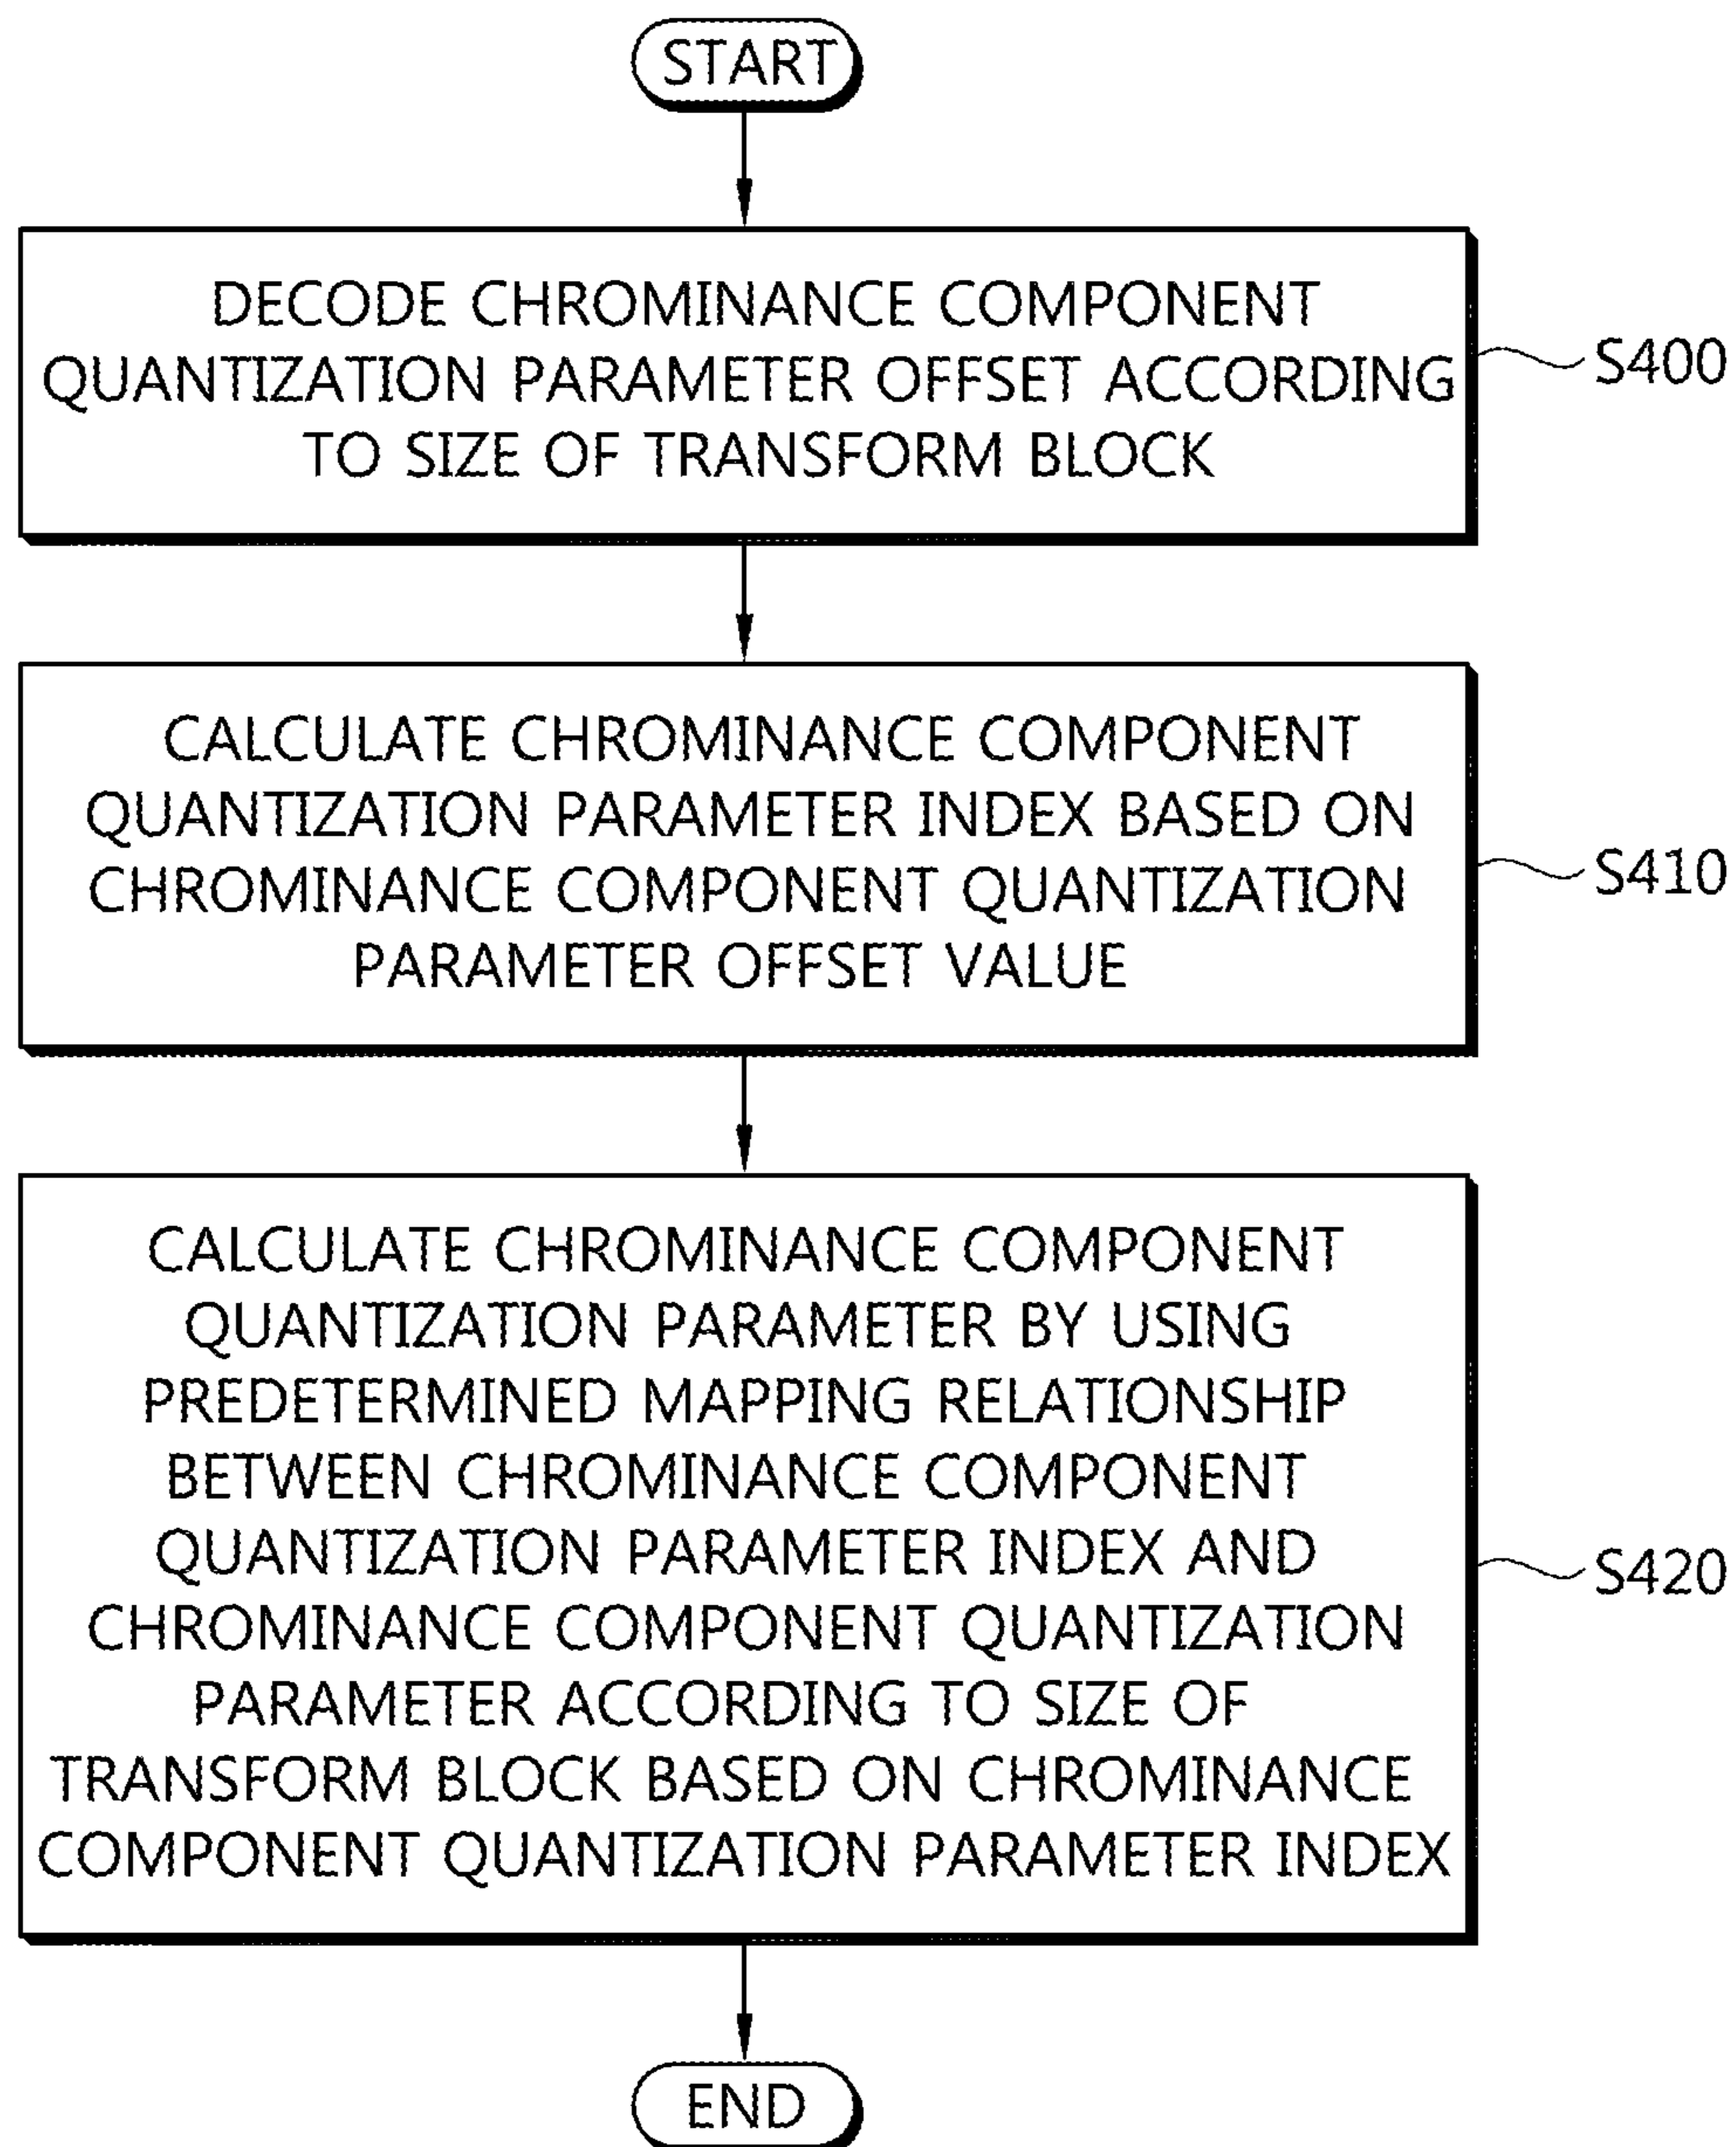 START
DECODE CHROMINANCE COMPONENT
QUANTIZATION PARAMETER OFFSET ACCORDING
TO SIZE OF TRANSFORM BLOCK
S400
CALCULATE CHROMINANCE COMPONENT
QUANTIZATION PARAMETER INDEX BASED ON
CHROMINANCE COMPONENT QUANTIZATION
PARAMETER OFFSET VALUE
S410
CALCULATE CHROMINANCE COMPONENT
QUANTIZATION PARAMETER BY USING
PREDETERMINED MAPPING RELATIONSHIP
BETWEEN CHROMINANCE COMPONENT
QUANTIZATION PARAMETER INDEX AND
CHROMINANCE COMPONENT QUANTIZATION
PARAMETER ACCORDING TO SIZE OF
TRANSFORM BLOCK BASED ON CHROMINANCE
COMPONENT QUANTIZATION PARAMETER INDEX
S420
END